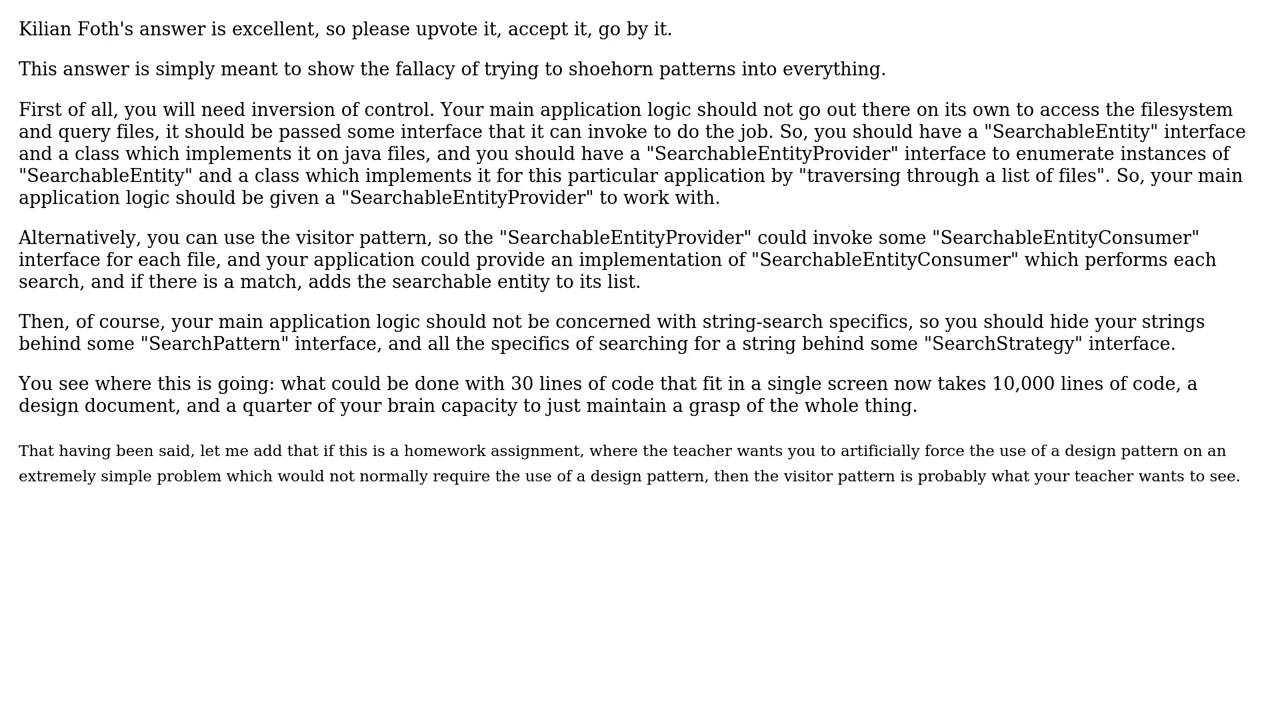 Kilian Foth's answer is excellent, so please upvote it, accept it, go by it.
This answer is simply meant to show the fallacy of trying to shoehorn patterns into everything.
First of all, you will need inversion of control. Your main application logic should not go out there on its own to access the filesystem
and query files, it should be passed some interface that it can invoke to do the job. So, you should have a "SearchableEntity" interface
and a class which implements it on java files, and you should have a "SearchableEntityProvider" interface to enumerate instances of
"SearchableEntity" and a class which implements it for this particular application by "traversing through a list of files". So, your main
application logic should be given a "SearchableEntityProvider" to work with.
Alternatively, you can use the visitor pattern, so the "SearchableEntityProvider" could invoke some "SearchableEntityConsumer"
interface for each file, and your application could provide an implementation of "SearchableEntityConsumer" which performs each
search, and if there is a match, adds the searchable entity to its list.
Then, of course, your main application logic should not be concerned with string-search specifics, so you should hide your strings
behind some "SearchPattern" interface, and all the specifics of searching for a string behind some "SearchStrategy" interface.
You see where this is going: what could be done with 30 lines of code that fit in a single screen now takes 10,000 lines of code, a
design document, and a quarter of your brain capacity to just maintain a grasp of the whole thing.
That having been said, let me add that if this is a homework assignment, where the teacher wants you to artificially force the use of a design pattern on an
extremely simple problem which would not normally require the use of a design pattern, then the visitor pattern is probably what your teacher wants to see.